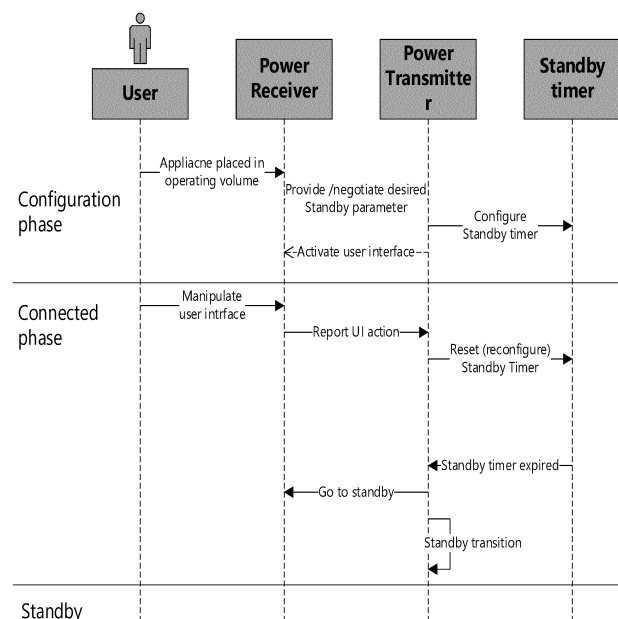 User
Power
Receiver
Power
Transmitte
r
Standby
timer
Appliacne placed in
operating volume
Configuration
phase
Provide /negotiate desired
Standby parameter
Configure
Standby timer
Activate user interface
Connected
phase
Manipulate
user intrface
Report UI action
Reset (reconfigure)
Standby Timer
Standby timer expired
Go to standby
Standby transition
Standby